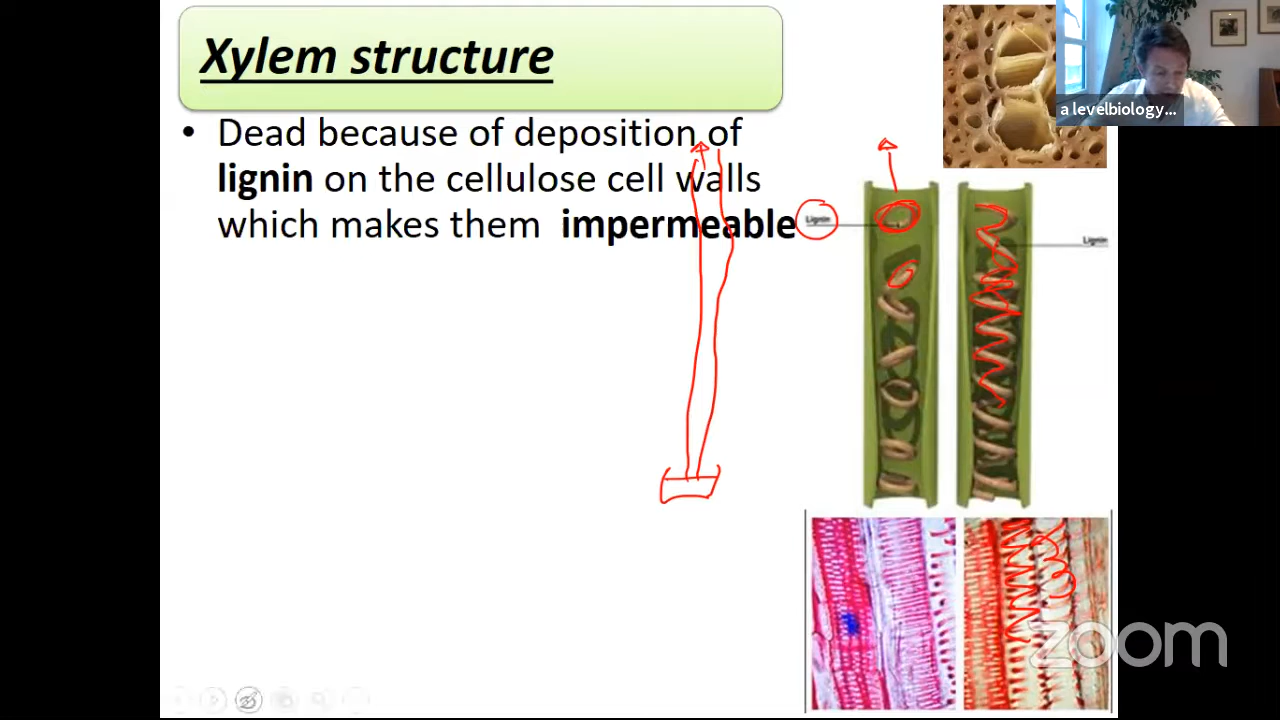 Xylem structure
a levelbiology...
• Dead because of deposition of
lignin on the cellulose cell walls
which makes them impermeable
Lignin
Lignin
zoom